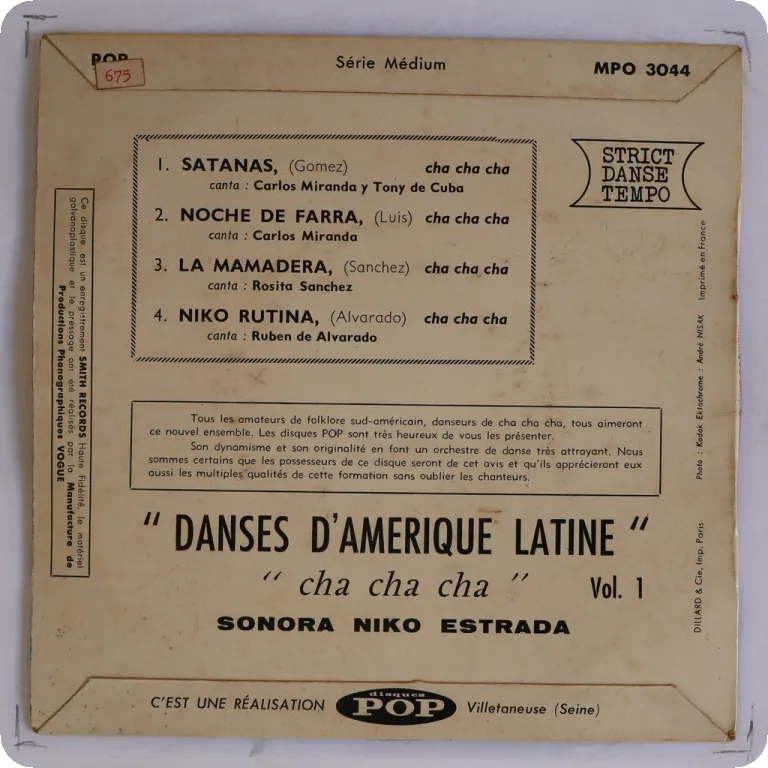 POP
675
Série Médium
MPO 3044
1. SATANAS, (Gomez) cha cha cha
canta : Carlos Miranda y Tony de Cuba
2. NOCHE DE FARRA, (Luis) cha cha cha
canta : Carlos Miranda
3. LA MAMADERA, (Sanchez) cha cha cha
canta : Rosita Sanchez
4. NIKO RUTINA, (Alvarado) cha cha cha
canta : Ruben de Alvarado
STRICT
DANSE
TEMPO
Ce disque est un enregistrement SMITH RECORDS Haute Fidélité, le matériel
galvanoplastique et le pressage ont été réalisés par la Manufacture de
Productions Phonographiques VOGUE
Photo : Kodak Ektachrome : André NISAK Imprimé en France
DILLARD & Cie, Imp. Paris
Tous les amateurs de folklore sud-américain, danseurs de cha cha cha, tous aimeront
ce nouvel ensemble. Les disques POP sont très heureux de vous les présenter.
Son dynamisme et son originalité en font un orchestre de danse très attrayant. Nous
sommes certains que les possesseurs de ce disque seront de cet avis et qu'ils apprécieront eux
aussi les multiples qualités de cette formation sans oublier les chanteurs.
" DANSES D'AMERIQUE LATINE "
" cha cha cha " Vol. 1
SONORA NIKO ESTRADA
C'EST UNE RÉALISATION disques POP Villetaneuse (Seine)